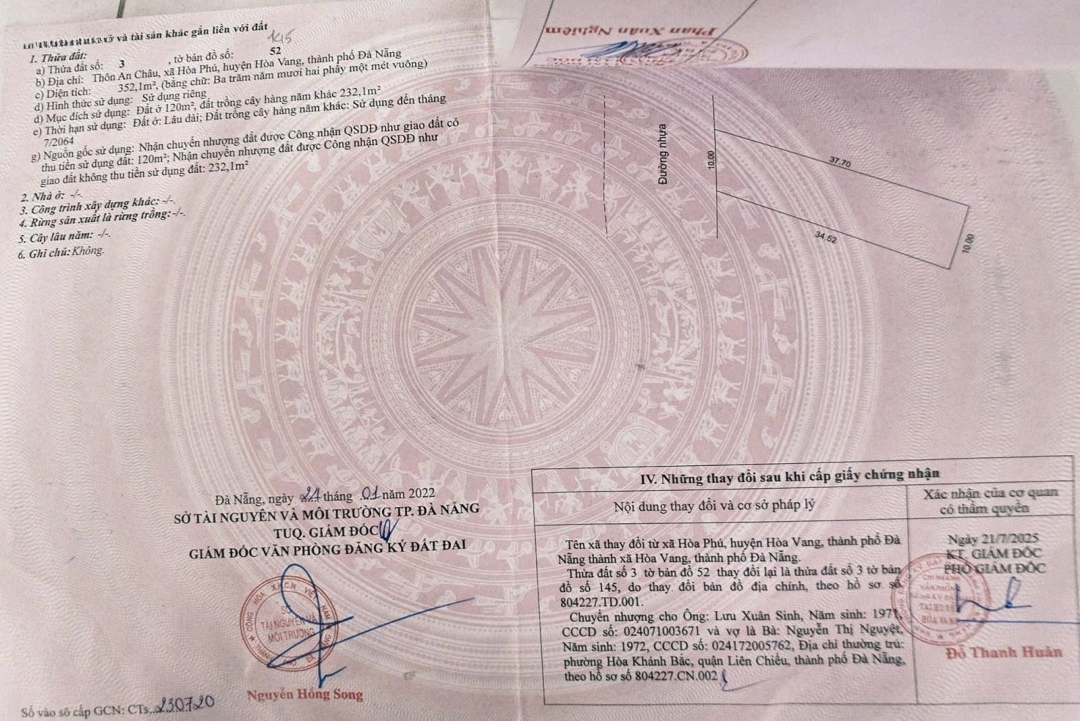 và tài sản khác gắn liền với đất
1. Thửa đất: 145
a) Thửa đất số: 3 , tờ bản đồ số: 52
b) Địa chỉ: Thôn An Châu, xã Hòa Phú, huyện Hòa Vang, thành phố Đà Nẵng
c) Diện tích: 352,1m², (bằng chữ: Ba trăm năm mươi hai phẩy một mét vuông)
d) Hình thức sử dụng: Sử dụng riêng
đ) Mục đích sử dụng: Đất ở 120m², đất trồng cây hàng năm khác 232,1m²
e) Thời hạn sử dụng: Đất ở: Lâu dài; Đất trồng cây hàng năm khác: Sử dụng đến tháng
7/2064
g) Nguồn gốc sử dụng: Nhận chuyển nhượng đất được Công nhận QSDĐ như giao đất có
thu tiền sử dụng đất: 120m²; Nhận chuyển nhượng đất được Công nhận QSDĐ như
giao đất không thu tiền sử dụng đất: 232,1m²
2. Nhà ở: -/-.
3. Công trình xây dựng khác: -/-.
4. Rừng sản xuất là rừng trồng:-/-.
5. Cây lâu năm: -/-.
6. Ghi chú:Không.
Phan Xuân Nghiêm
Đường nhựa
10.00
37.70
34.52
10.00
Đà Nẵng, ngày 24 tháng 01 năm 2022
SỞ TÀI NGUYÊN VÀ MÔI TRƯỜNG TP. ĐÀ NẴNG
TUQ. GIÁM ĐỐC
GIÁM ĐỐC VĂN PHÒNG ĐĂNG KÝ ĐẤT ĐAI
SỞ
TÀI NGUYÊN VÀ
MÔI TRƯỜNG
Nguyễn Hồng Song
Số vào sổ cấp GCN: CTs. 230720
IV. Những thay đổi sau khi cấp giấy chứng nhận
Nội dung thay đổi và cơ sở pháp lý
Xác nhận của cơ quan
có thẩm quyền
Tên xã thay đổi từ xã Hòa Phú, huyện Hòa Vang, thành phố Đà
Nẵng thành xã Hòa Vang, thành phố Đà Nẵng.
Thửa đất số 3 tờ bản đồ 52 thay đổi lại là thửa đất số 3 tờ bản
đồ số 145, do thay đổi bản đồ địa chính, theo hồ sơ số
804227.TD.001.
Chuyển nhượng cho Ông: Lưu Xuân Sinh, Năm sinh: 1971,
CCCD số: 024071003671 và vợ là Bà: Nguyễn Thị Nguyệt,
Năm sinh: 1972, CCCD số: 024172005762, Địa chỉ thường trú:
phường Hòa Khánh Bắc, quận Liên Chiểu, thành phố Đà Nẵng,
theo hồ sơ số 804227.CN.002
Ngày 21/7/2025
KT. GIÁM ĐỐC
PHÓ GIÁM ĐỐC
Đỗ Thanh Huân